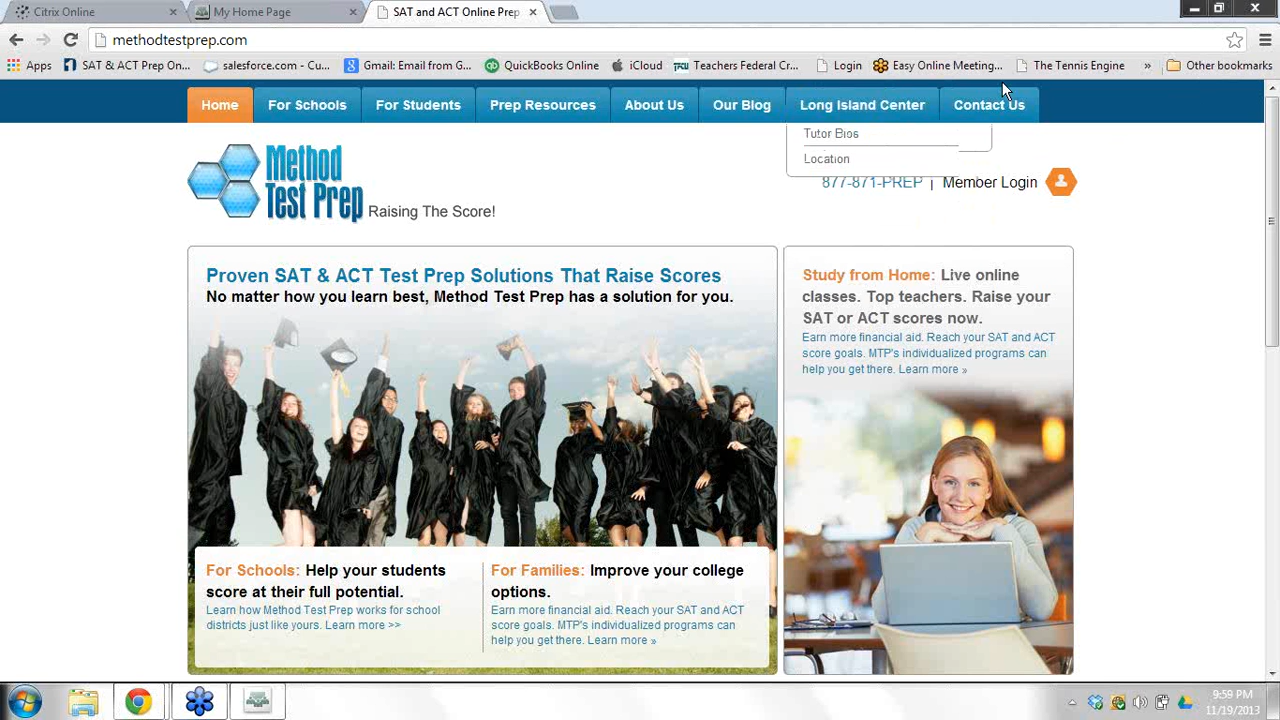 Citrix Online
My Home Page
SAT and ACT Online Prep
methodtestprep.com
Apps
SAT & ACT Prep On...
salesforce.com - Cu...
Gmail: Email from G...
QuickBooks Online
iCloud
Teachers Federal Cr...
Login
Easy Online Meeting...
The Tennis Engine
»
Other bookmarks
Home
For Schools
For Students
Prep Resources
About Us
Our Blog
Long Island Center
Contact Us
Tutor Bios
Location
877-871-PREP | Member Login
Method
Test Prep
Raising The Score!
Proven SAT & ACT Test Prep Solutions That Raise Scores
No matter how you learn best, Method Test Prep has a solution for you.
Study from Home: Live online
classes. Top teachers. Raise your
SAT or ACT scores now.
Earn more financial aid. Reach your SAT and ACT
score goals. MTP's individualized programs can
help you get there. Learn more »
For Schools: Help your students
score at their full potential.
Learn how Method Test Prep works for school
districts just like yours. Learn more >>
For Families: Improve your college
options.
Earn more financial aid. Reach your SAT and ACT
score goals. MTP's individualized programs can
help you get there. Learn more »
9:59 PM
11/19/2013